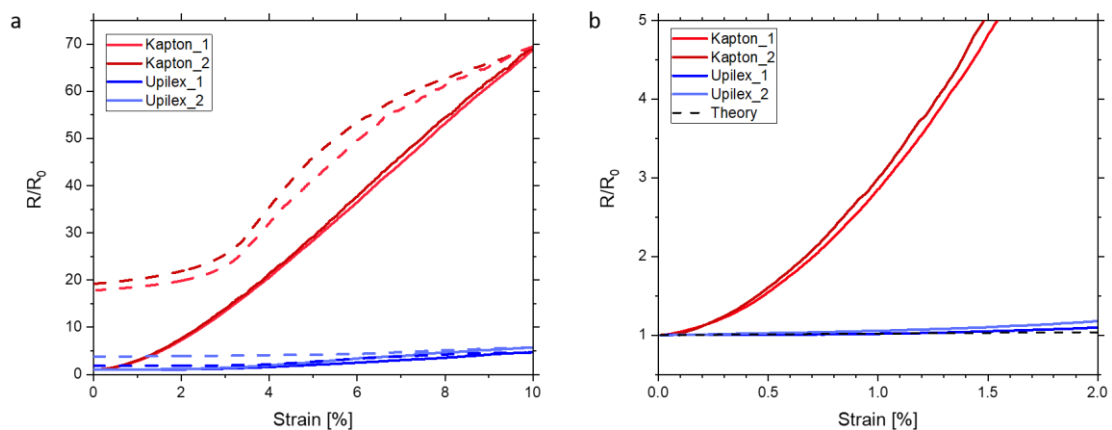 a
Kapton_1
Kapton_2
Upilex_1
Upilex_2
70
60
50
40
30
20
10
0
R/R0
0 2 4 6 8 10
Strain [%]
b
Kapton_1
Kapton_2
Upilex_1
Upilex_2
Theory
5
4
3
2
1
0
R/R0
0.0 0.5 1.0 1.5 2.0
Strain [%]